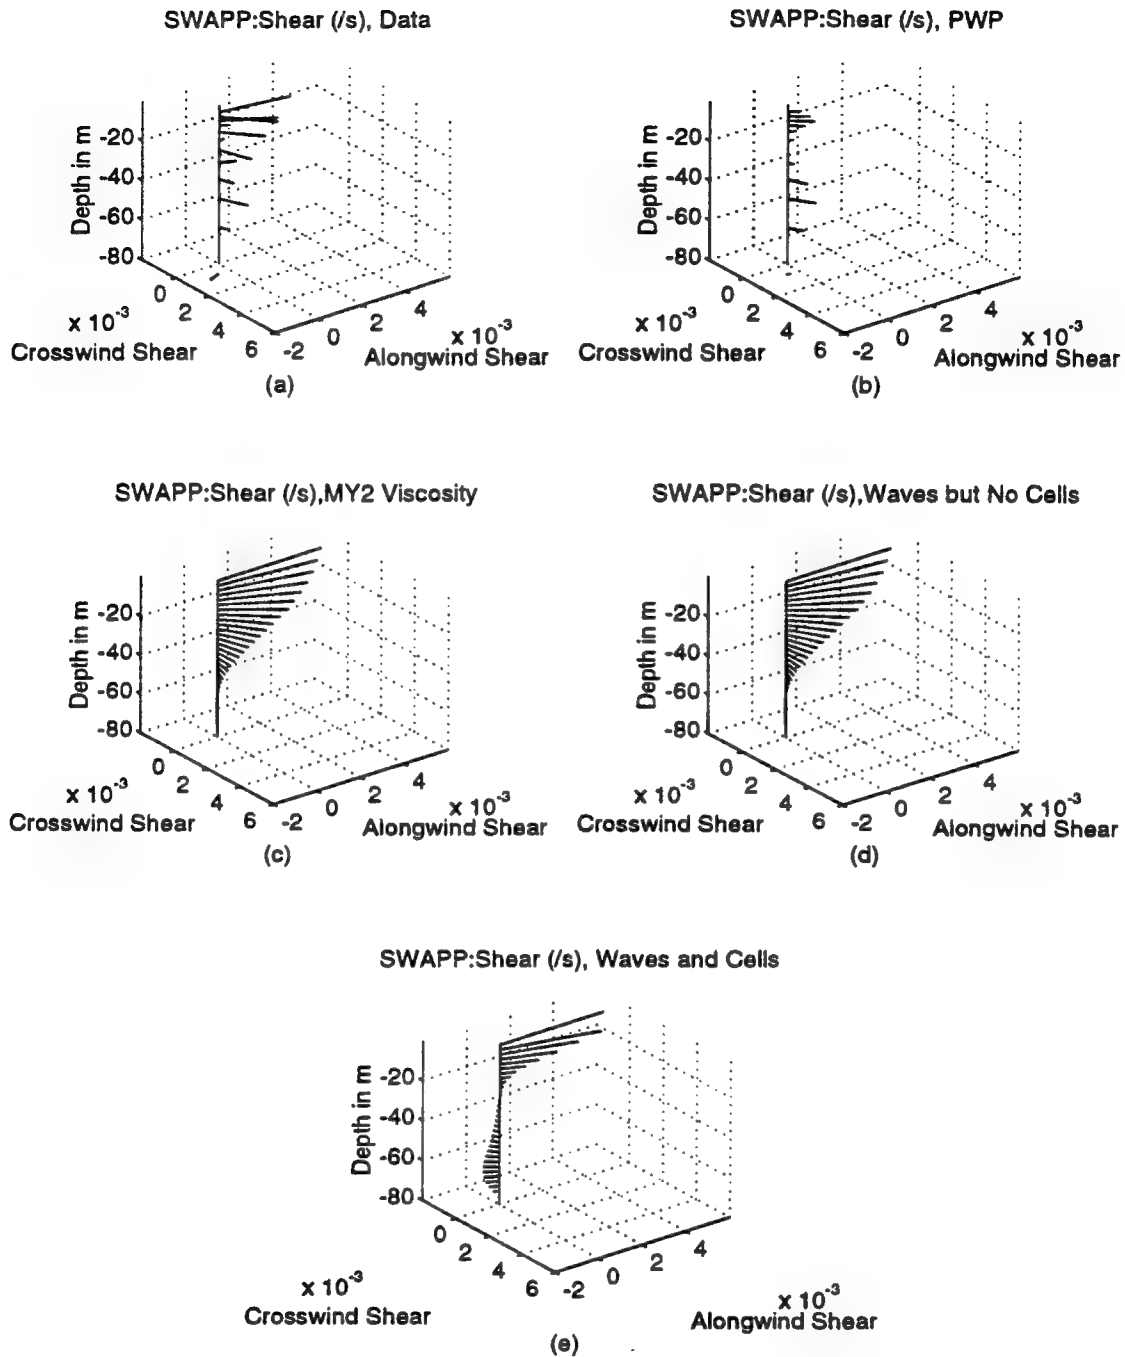 SWAPP:Shear (/s), Data
Depth in m
-20
-40
-60
-80
0
2
4
6
-2
0
2
4
x 10-3
Crosswind Shear
x 10-3
Alongwind Shear
(a)
SWAPP:Shear (/s), PWP
Depth in m
-20
-40
-60
-80
0
2
4
6
-2
0
2
4
x 10-3
Crosswind Shear
x 10-3
Alongwind Shear
(b)
SWAPP:Shear (/s),MY2 Viscosity
Depth in m
-20
-40
-60
-80
0
2
4
6
-2
0
2
4
x 10-3
Crosswind Shear
x 10-3
Alongwind Shear
(c)
SWAPP:Shear (/s),Waves but No Cells
Depth in m
-20
-40
-60
-80
0
2
4
6
-2
0
2
4
x 10-3
Crosswind Shear
x 10-3
Alongwind Shear
(d)
SWAPP:Shear (/s), Waves and Cells
Depth in m
-20
-40
-60
-80
0
2
4
6
-2
0
2
4
x 10-3
Crosswind Shear
x 10-3
Alongwind Shear
(e)